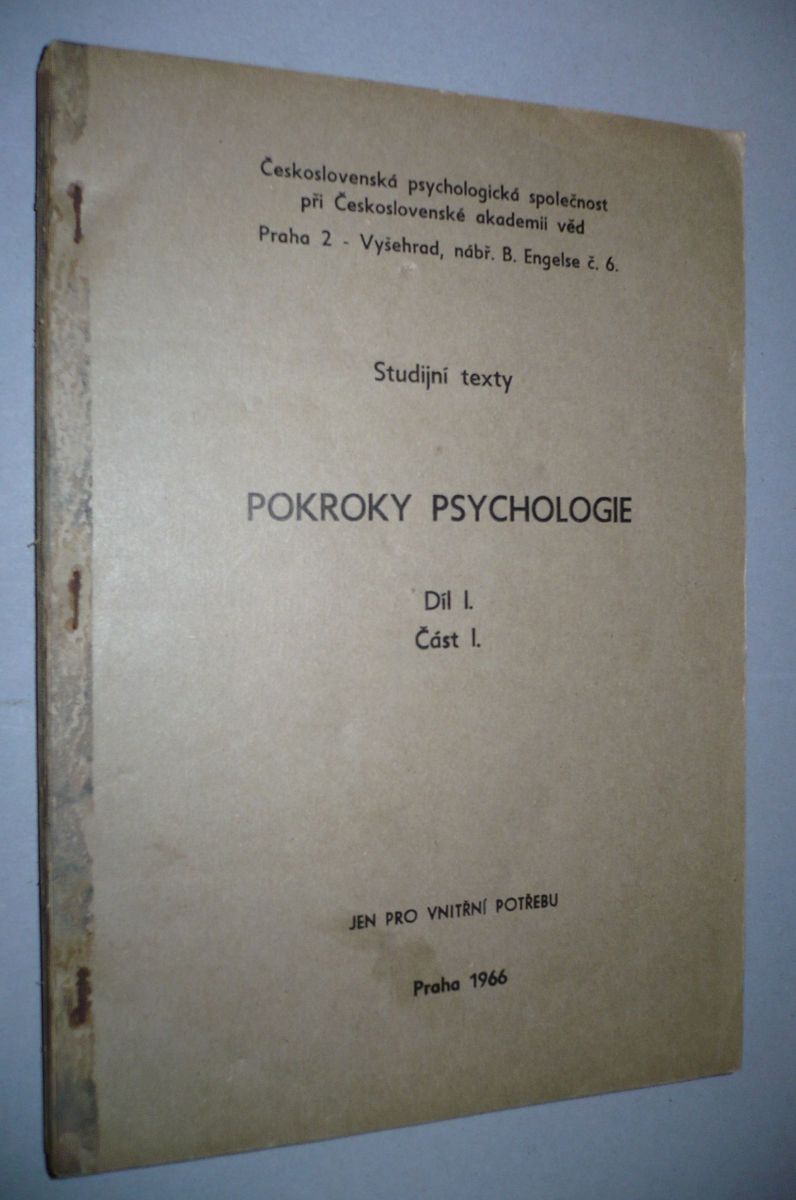 Československá psychologická společnost
při Československé akademii věd
Praha 2 - Vyšehrad, nábř. B. Engelse č. 6.
Studijní texty
POKROKY PSYCHOLOGIE
Díl I.
Část I.
JEN PRO VNITŘNÍ POTŘEBU
Praha 1966